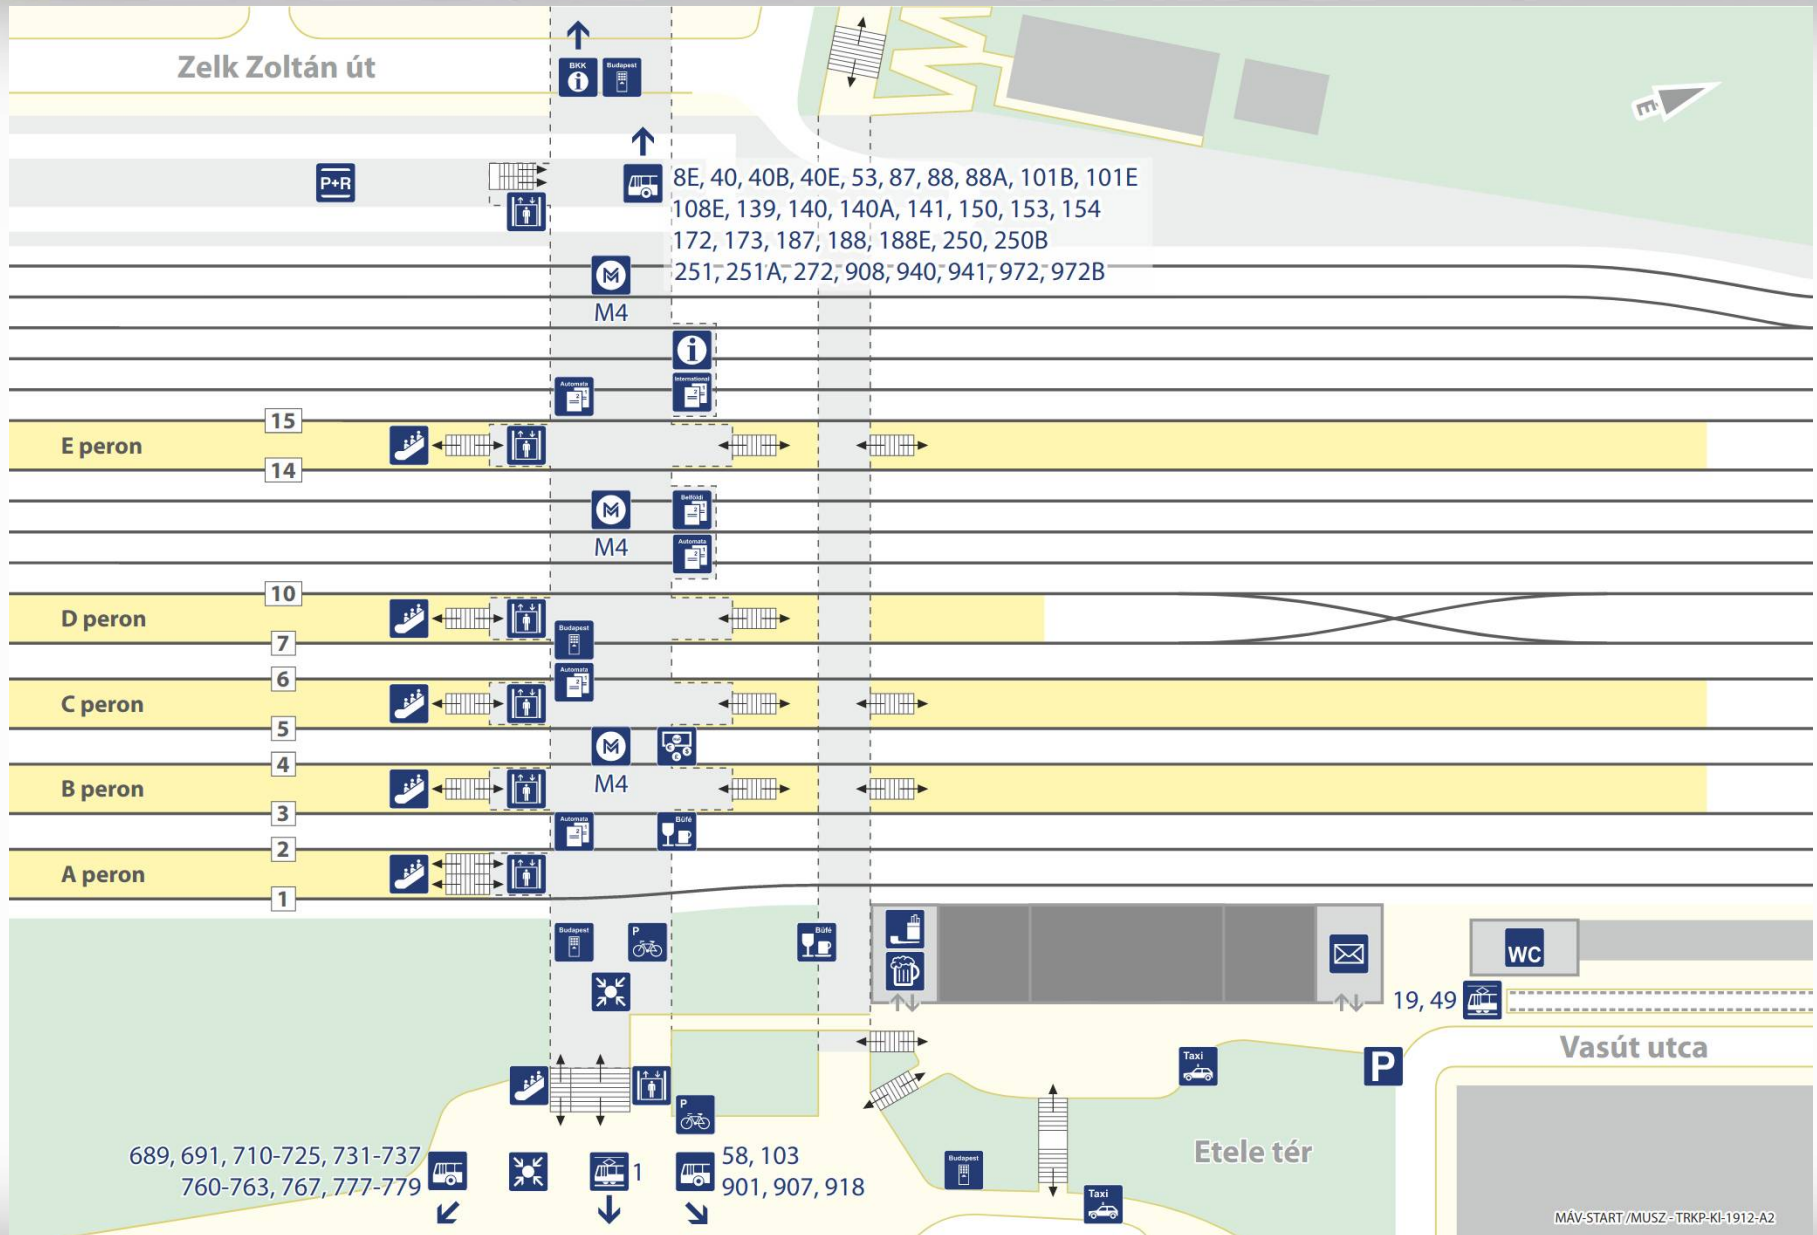 Zelk Zoltán út
BKK
Budapest
É
P+R
8E, 40, 40B, 40E, 53, 87, 88, 88A, 101B, 101E
108E, 139, 140, 140A, 141, 150, 153, 154
172, 173, 187, 188, 188E, 250, 250B
251, 251A, 272, 908, 940, 941, 972, 972B
M4
Automata
International
15
E peron
14
M4
Belföldi
Automata
10
D peron
7
Budapest
6
Automata
C peron
5
4
B peron
M4
3
Automata
Büfé
2
A peron
1
Budapest
P
Büfé
WC
19, 49
Vasút utca
Taxi
P
P
689, 691, 710-725, 731-737
760-763, 767, 777-779
1
58, 103
901, 907, 918
Budapest
Etele tér
Taxi
MÁV-START /MUSZ - TRKP-KI-1912-A2